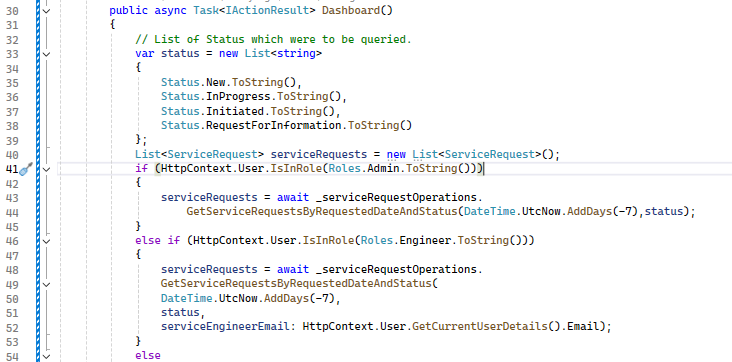 30 public async Task<IActionResult> Dashboard()
31 {
32 // List of Status which were to be queried.
33 var status = new List<string>
34 {
35 Status.New.ToString(),
36 Status.InProgress.ToString(),
37 Status.Initiated.ToString(),
38 Status.RequestForInformation.ToString()
39 };
40 List<ServiceRequest> serviceRequests = new List<ServiceRequest>();
41 if (HttpContext.User.IsInRole(Roles.Admin.ToString()))
42 {
43 serviceRequests = await _serviceRequestOperations.
44 GetServiceRequestsByRequestedDateAndStatus(DateTime.UtcNow.AddDays(-7),status);
45 }
46 else if (HttpContext.User.IsInRole(Roles.Engineer.ToString()))
47 {
48 serviceRequests = await _serviceRequestOperations.
49 GetServiceRequestsByRequestedDateAndStatus(
50 DateTime.UtcNow.AddDays(-7),
51 status,
52 serviceEngineerEmail: HttpContext.User.GetCurrentUserDetails().Email);
53 }
54 else